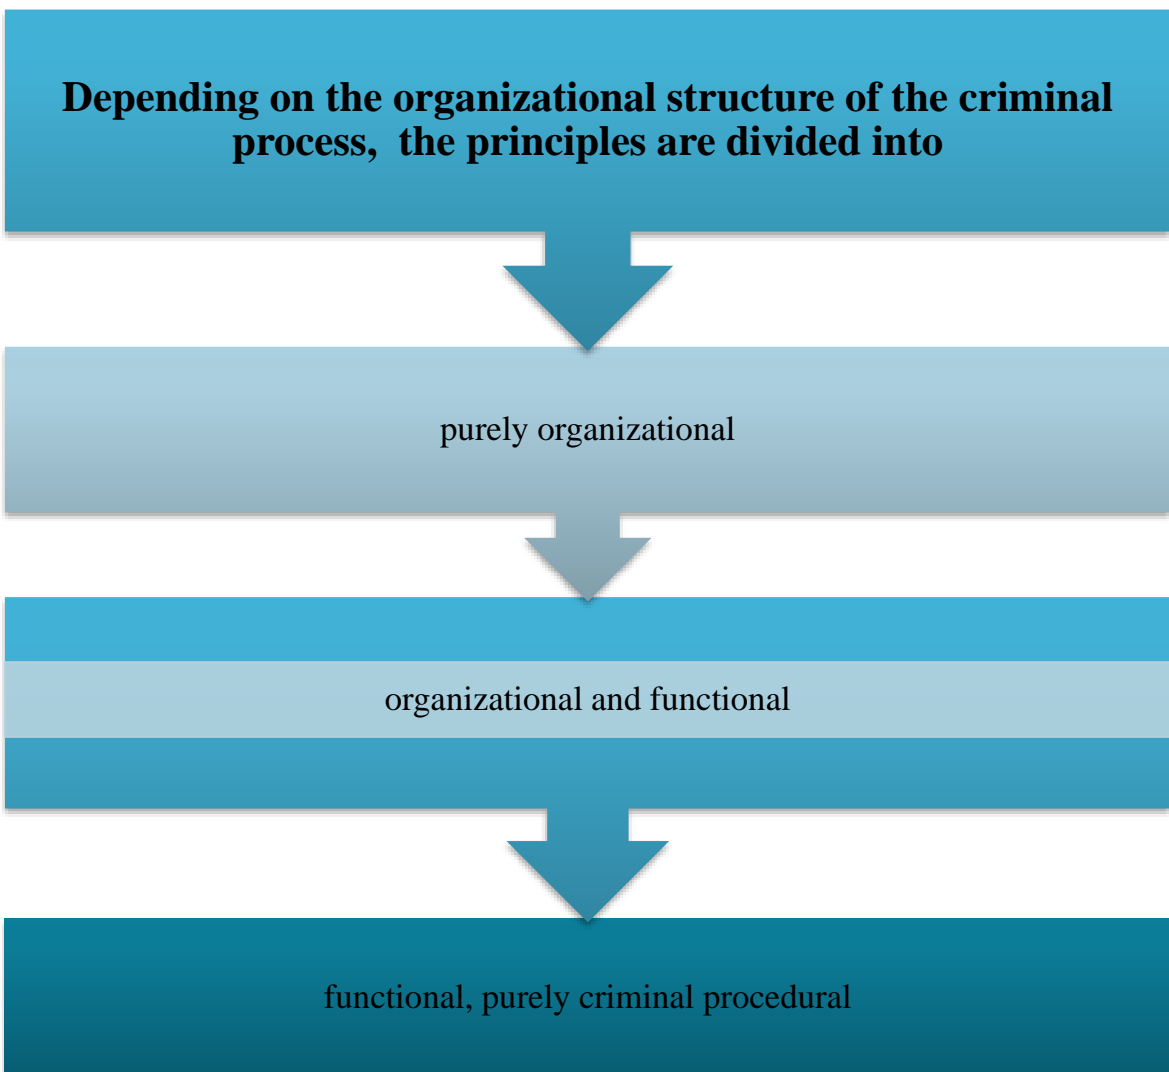 Depending on the organizational structure of the criminal
process, the principles are divided into
purely organizational
organizational and functional
functional, purely criminal procedural